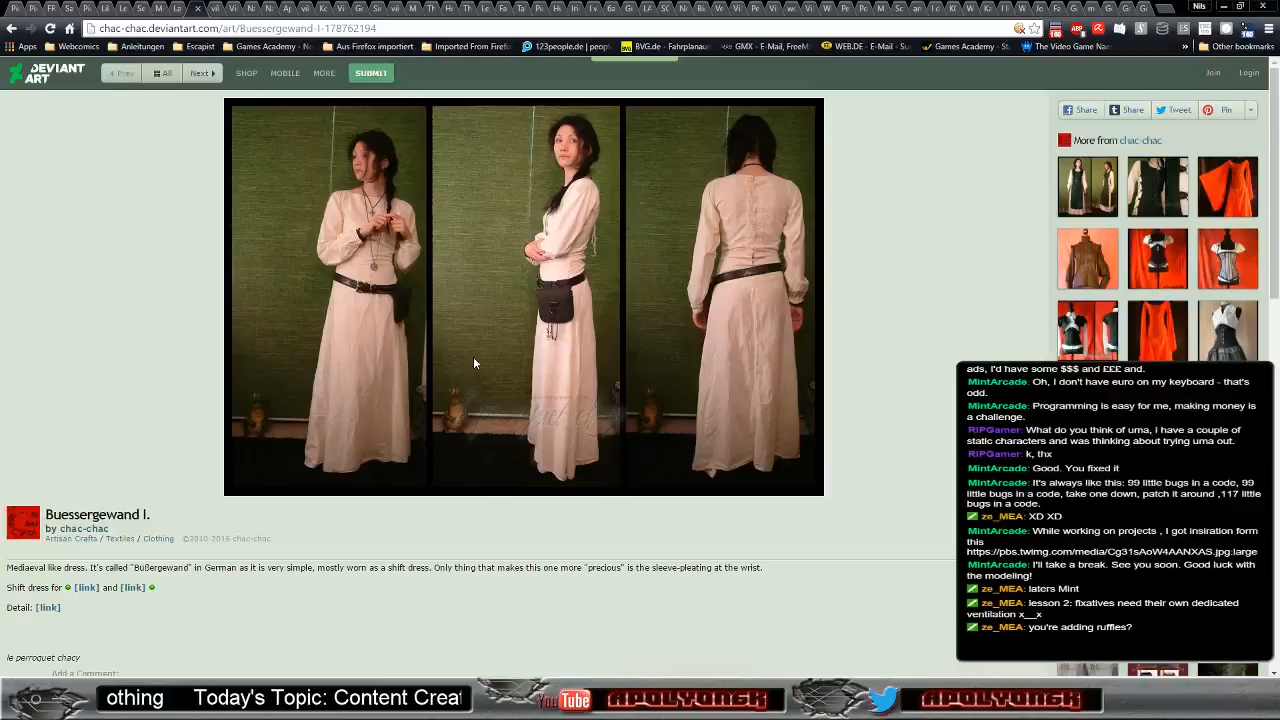 Nils
chac-chac.deviantart.com/art/Buessergewand-I-178762194
Apps
Webcomics
Anleitungen
Escapist
Games Academy
Aus Firefox importiert
Imported From Firef
123people.de | peopl
BVG.de - Fahrplanau
GMX - E-Mail, FreeM
WEB.DE - E-Mail - Su
Games Academy - St
The Video Game Nam
»
Other bookmarks
DEVIANT ART
Prev
All
Next
SHOP
MOBILE
MORE
SUBMIT
Join
Login
Share
Share
Tweet
Pin
More from chac-chac
Buessergewand I.
by chac-chac
Artisan Crafts / Textiles / Clothing ©2010-2016 chac-chac
Mediaeval like dress. It's called "Büßergewand" in German as it is very simple, mostly worn as a shift dress. Only thing that makes this one more "precious" is the sleeve-pleating at the wrist.
Shift dress for [link] and [link]
Detail: [link]
le perroquet chacy
Add a Comment:
ads, I'd have some $$$ and £££ and.
MintArcade: Oh, I don't have euro on my keyboard - that's
odd.
MintArcade: Programming is easy for me, making money is
a challenge.
RIPGamer: What do you think of uma, i have a couple of
static characters and was thinking about trying uma out.
RIPGamer: k, thx
MintArcade: Good. You fixed it
MintArcade: It's always like this: 99 little bugs in a code, 99
little bugs in a code, take one down, patch it around ,117 little
bugs in a code.
ze_MEA: XD XD
MintArcade: While working on projects , I got insiration form
this
https://pbs.twimg.com/media/Cg31sAoW4AANXAS.jpg:large
MintArcade: I'll take a break. See you soon. Good luck with
the modeling!
ze_MEA: laters Mint
ze_MEA: lesson 2: fixatives need their own dedicated
ventilation x__x
ze_MEA: you're adding ruffles?
othing Today's Topic: Content Creat
YouTube
APOLYONGK
APOLYONGK